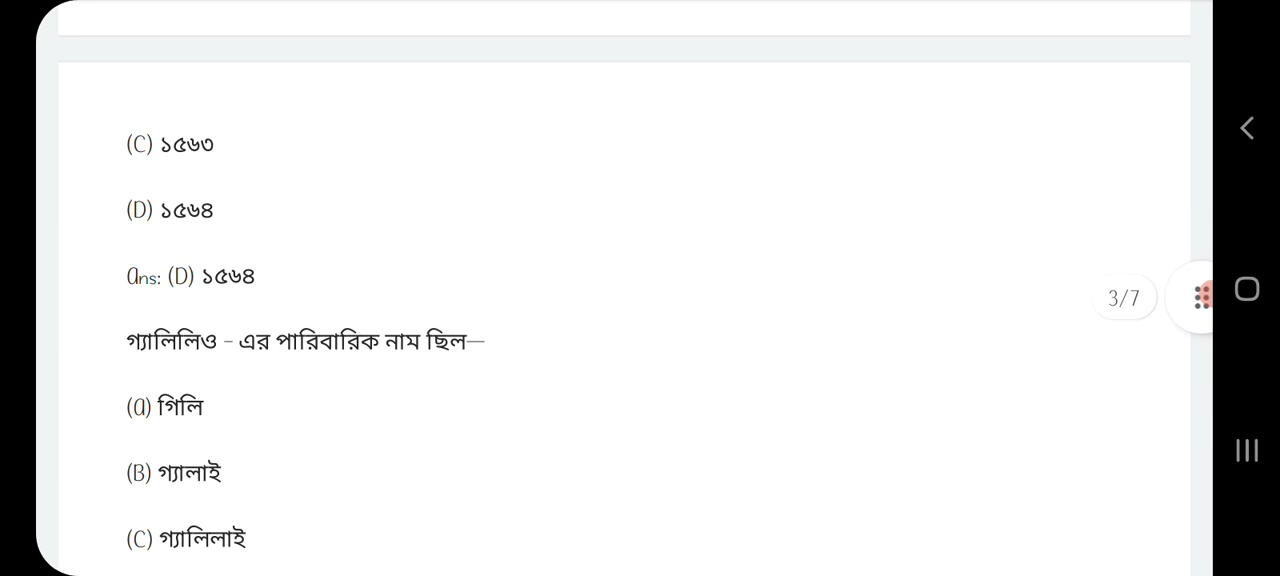 (C) ১৫৬৩
(D) ১৫৬৪
Ans: (D) ১৫৬৪
গ্যালিলিও - এর পারিবারিক নাম ছিল—
(A) গিলি
(B) গ্যালাই
(C) গ্যালিলাই
3/7